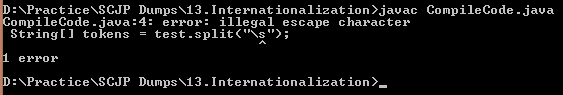 D:\Practice\SCJP Dumps\13.Internationalization>javac CompileCode.java
CompileCode.java:4: error: illegal escape character
String[] tokens = test.split("\s");
^
1 error
D:\Practice\SCJP Dumps\13.Internationalization>_